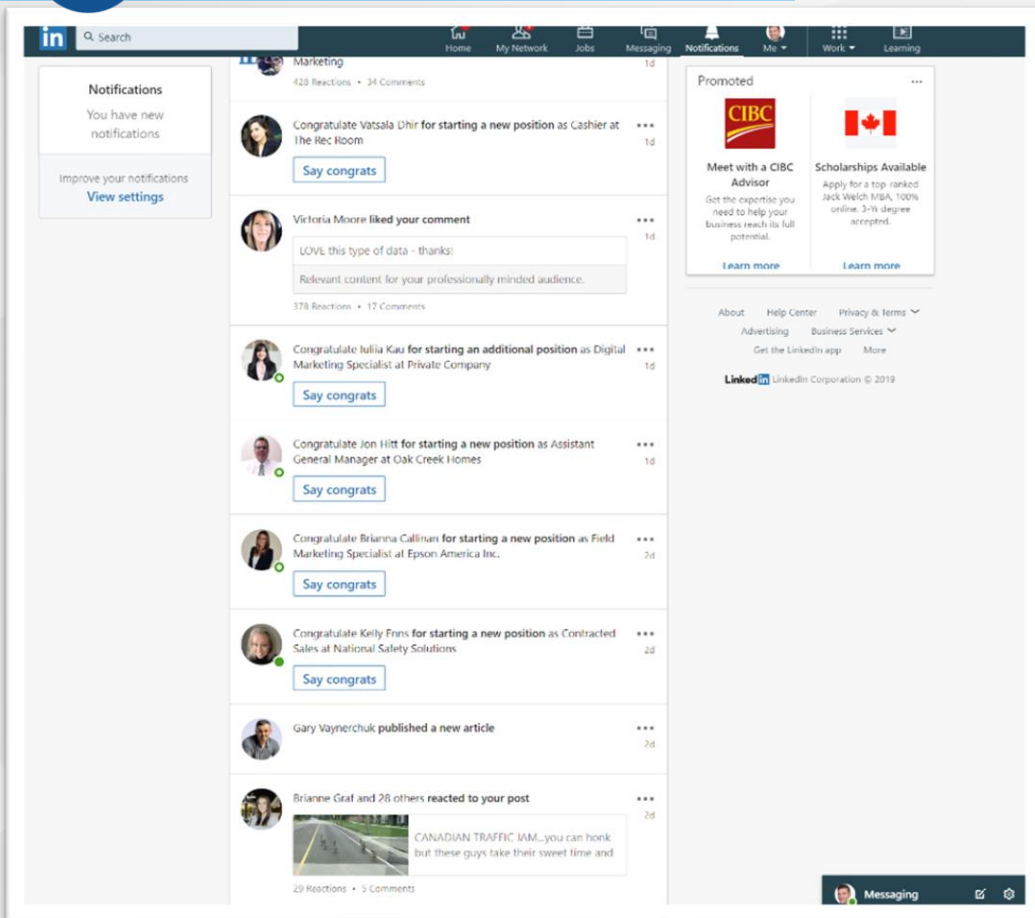 in
Search
Home
My Network
Jobs
Messaging
Notifications
Me
Work
Learning
Notifications
You have new
notifications
Improve your notifications
View settings
Marketing
1d
428 Reactions • 34 Comments
Congratulate Vatsala Dhir for starting a new position as Cashier at
The Rec Room
1d
Say congrats
Victoria Moore liked your comment
1d
LOVE this type of data - thanks!
Relevant content for your professionally minded audience.
378 Reactions • 17 Comments
Congratulate Iuliia Kau for starting an additional position as Digital
Marketing Specialist at Private Company
1d
Say congrats
Congratulate Jon Hitt for starting a new position as Assistant
General Manager at Oak Creek Homes
1d
Say congrats
Congratulate Brianna Callinan for starting a new position as Field
Marketing Specialist at Epson America Inc.
2d
Say congrats
Congratulate Kelly Enns for starting a new position as Contracted
Sales at National Safety Solutions
2d
Say congrats
Gary Vaynerchuk published a new article
2d
Brianne Graf and 28 others reacted to your post
2d
CANADIAN TRAFFIC JAM...you can honk
but these guys take their sweet time and
29 Reactions • 5 Comments
Promoted
CIBC
Meet with a CIBC
Advisor
Get the expertise you
need to help your
business reach its full
potential.
Learn more
Scholarships Available
Apply for a top-ranked
Jack Welch MBA, 100%
online. 3-Yr degree
accepted.
Learn more
About Help Center Privacy & Terms
Advertising Business Services
Get the LinkedIn app More
Linked in LinkedIn Corporation © 2019
Messaging